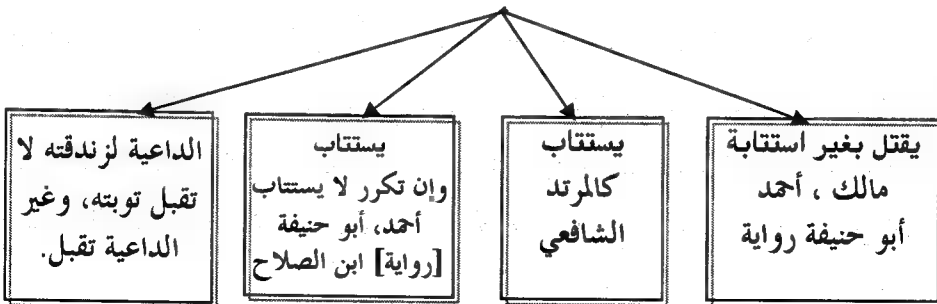 يقتل بغير استتابة
مالك ، أحمد
أبو حنيفة رواية
يستتاب
كالمرتد
الشافعي
يستتاب
وإن تكرر لا يستتاب
أحمد، أبو حنيفة
[رواية] ابن الصلاح
الداعية لزندقته لا
تقبل توبته، وغير
الداعية تقبل.